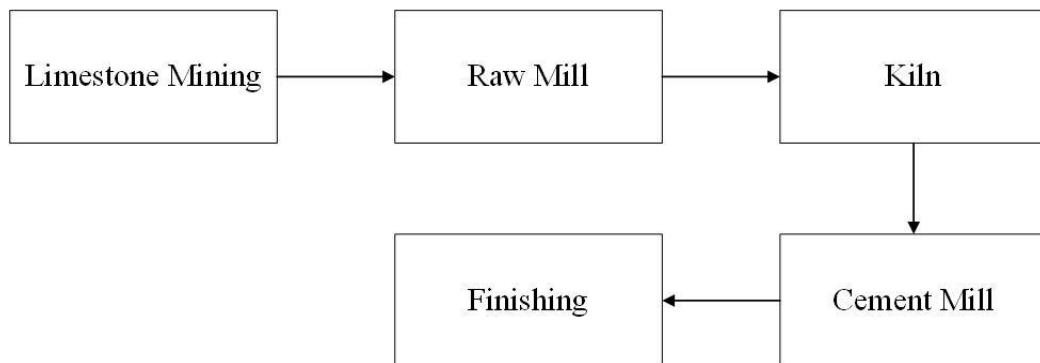 Limestone Mining
Raw Mill
Kiln
Cement Mill
Finishing